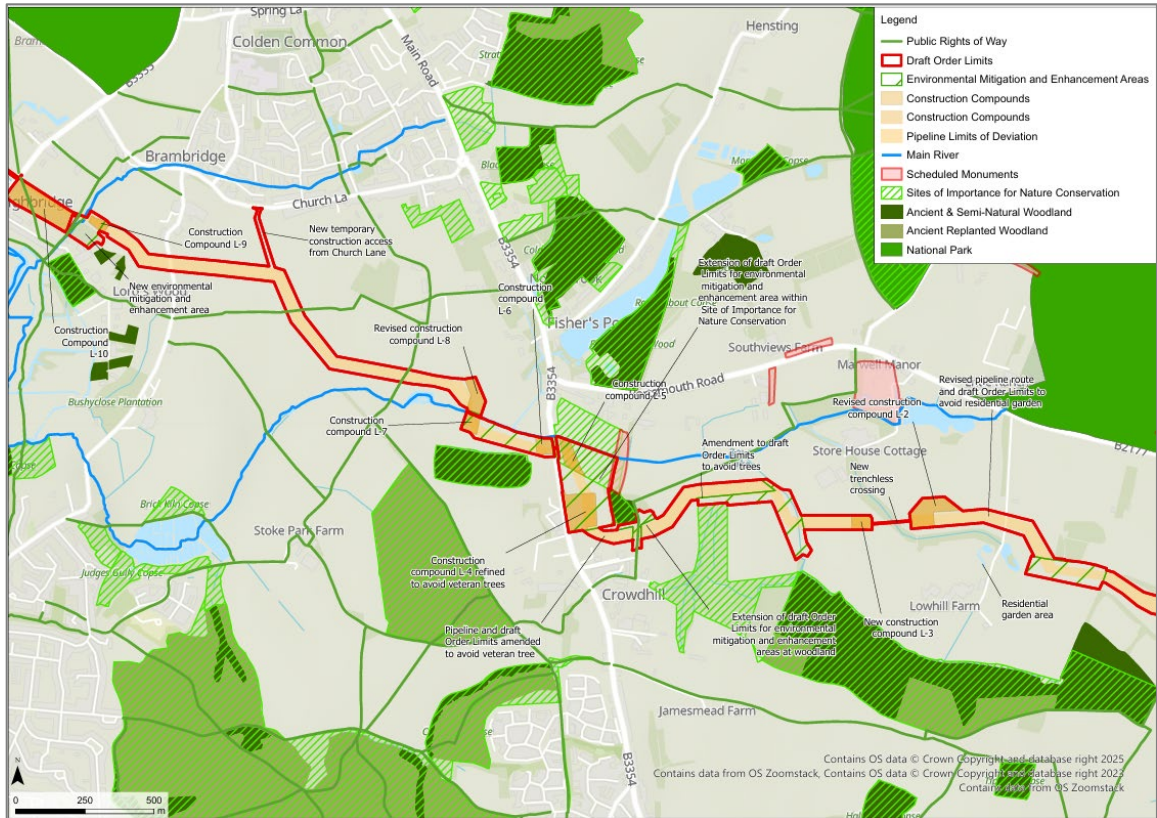 Spring La
Colden Common
Main Road
Hensting
B3335
B3354
Brambridge
Church La
Legend
Public Rights of Way
Draft Order Limits
Environmental Mitigation and Enhancement Areas
Construction Compounds
Construction Compounds
Pipeline Limits of Deviation
Main River
Scheduled Monuments
Sites of Importance for Nature Conservation
Ancient & Semi-Natural Woodland
Ancient Replanted Woodland
National Park
Construction
Compound L-9
New temporary
construction access
from Church Lane
New environmental
mitigation and
enhancement area
Construction
Compound
L-10
Bushyclose Plantation
Construction
compound
L-6
Revised construction
compound L-8
Construction
compound L-7
Extension of draft Order
Limits for environmental
mitigation and
enhancement area within
Site of Importance for
Nature Conservation
Southviews Farm
Marwell Manor
Construction
compound L-5
B3354
Revised pipeline route
and draft Order Limits to
avoid residential garden
Revised construction
compound L-2
B2177
Amendment to draft
Order Limits
to avoid trees
Store House Cottage
New
trenchless
crossing
Brick Kiln Copse
Stoke Park Farm
Judges Gully Copse
Construction
compound L-4 refined
to avoid veteran trees
Crowdhill
Pipeline and draft
Order Limits amended
to avoid veteran tree
Extension of draft Order
Limits for environmental
mitigation and enhancement
areas at woodland
New construction
compound L-3
Lowhill Farm
Residential
garden area
Jamesmead Farm
B3354
Contains OS data © Crown Copyright and database right 2025
Contains data from OS Zoomstack, Contains OS data © Crown Copyright and database right 2023
Contains data from OS Zoomstack
N
0 250 500
m